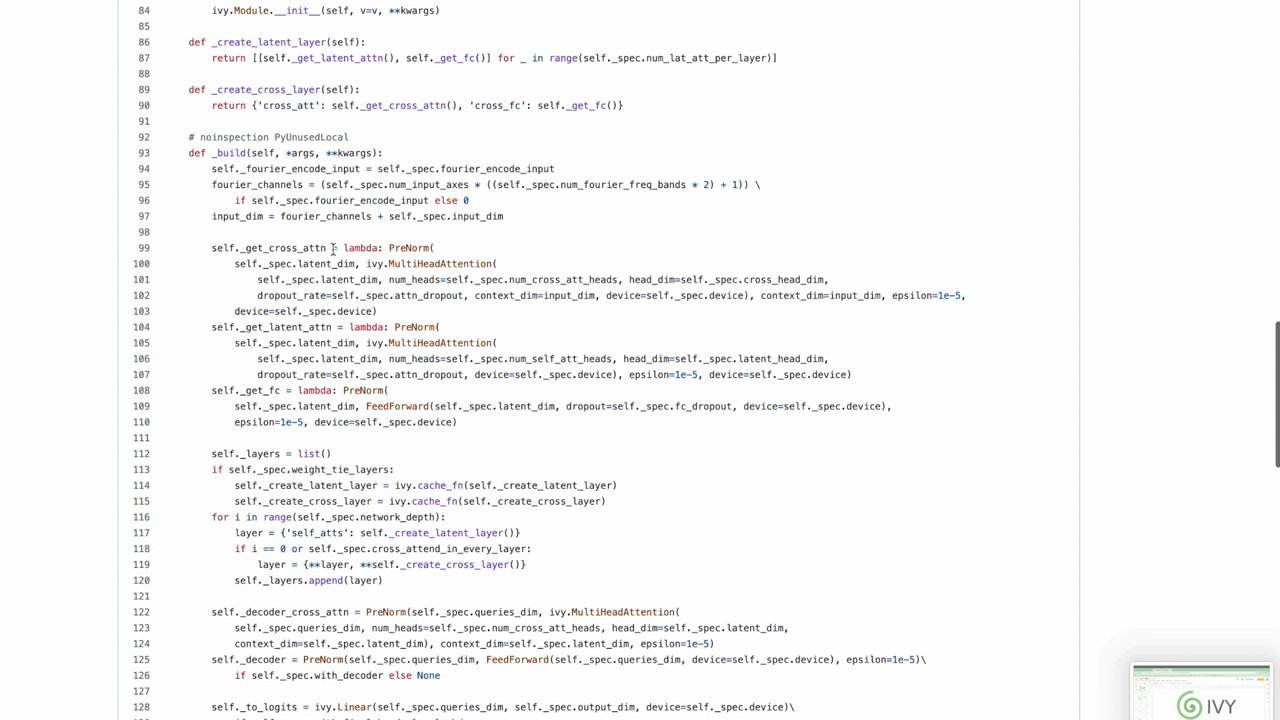 84 ivy.Module.__init__(self, v=v, **kwargs)
85
86 def _create_latent_layer(self):
87 return [[self._get_latent_attn(), self._get_fc()] for _ in range(self._spec.num_lat_att_per_layer)]
88
89 def _create_cross_layer(self):
90 return {'cross_att': self._get_cross_attn(), 'cross_fc': self._get_fc()}
91
92 # noinspection PyUnusedLocal
93 def _build(self, *args, **kwargs):
94 self._fourier_encode_input = self._spec.fourier_encode_input
95 fourier_channels = (self._spec.num_input_axes * ((self._spec.num_fourier_freq_bands * 2) + 1)) \
96 if self._spec.fourier_encode_input else 0
97 input_dim = fourier_channels + self._spec.input_dim
98
99 self._get_cross_attn = lambda: PreNorm(
100 self._spec.latent_dim, ivy.MultiHeadAttention(
101 self._spec.latent_dim, num_heads=self._spec.num_cross_att_heads, head_dim=self._spec.cross_head_dim,
102 dropout_rate=self._spec.attn_dropout, context_dim=input_dim, device=self._spec.device), context_dim=input_dim, epsilon=1e-5,
103 device=self._spec.device)
104 self._get_latent_attn = lambda: PreNorm(
105 self._spec.latent_dim, ivy.MultiHeadAttention(
106 self._spec.latent_dim, num_heads=self._spec.num_self_att_heads, head_dim=self._spec.latent_head_dim,
107 dropout_rate=self._spec.attn_dropout, device=self._spec.device), epsilon=1e-5, device=self._spec.device)
108 self._get_fc = lambda: PreNorm(
109 self._spec.latent_dim, FeedForward(self._spec.latent_dim, dropout=self._spec.fc_dropout, device=self._spec.device),
110 epsilon=1e-5, device=self._spec.device)
111
112 self._layers = list()
113 if self._spec.weight_tie_layers:
114 self._create_latent_layer = ivy.cache_fn(self._create_latent_layer)
115 self._create_cross_layer = ivy.cache_fn(self._create_cross_layer)
116 for i in range(self._spec.network_depth):
117 layer = {'self_atts': self._create_latent_layer()}
118 if i == 0 or self._spec.cross_attend_in_every_layer:
119 layer = {**layer, **self._create_cross_layer()}
120 self._layers.append(layer)
121
122 self._decoder_cross_attn = PreNorm(self._spec.queries_dim, ivy.MultiHeadAttention(
123 self._spec.queries_dim, num_heads=self._spec.num_cross_att_heads, head_dim=self._spec.latent_dim,
124 context_dim=self._spec.latent_dim), context_dim=self._spec.latent_dim, epsilon=1e-5)
125 self._decoder = PreNorm(self._spec.queries_dim, FeedForward(self._spec.queries_dim, device=self._spec.device), epsilon=1e-5)\
126 if self._spec.with_decoder else None
127
128 self._to_logits = ivy.Linear(self._spec.queries_dim, self._spec.output_dim, device=self._spec.device)\
IVY